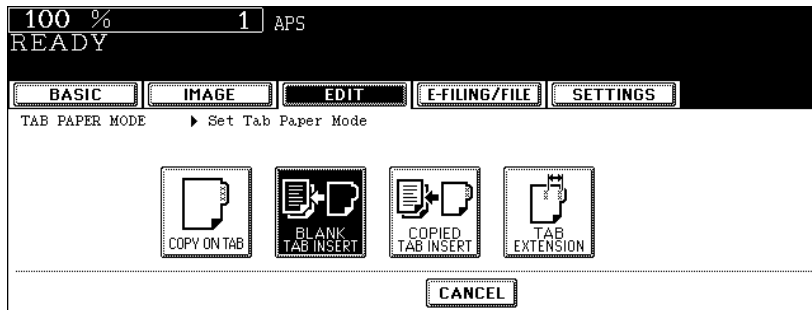 100 % 1 APS
READY
BASIC IMAGE EDIT E-FILING/FILE SETTINGS
TAB PAPER MODE Set Tab Paper Mode
COPY ON TAB
BLANK
TAB INSERT
COPIED
TAB INSERT
TAB
EXTENSION
CANCEL